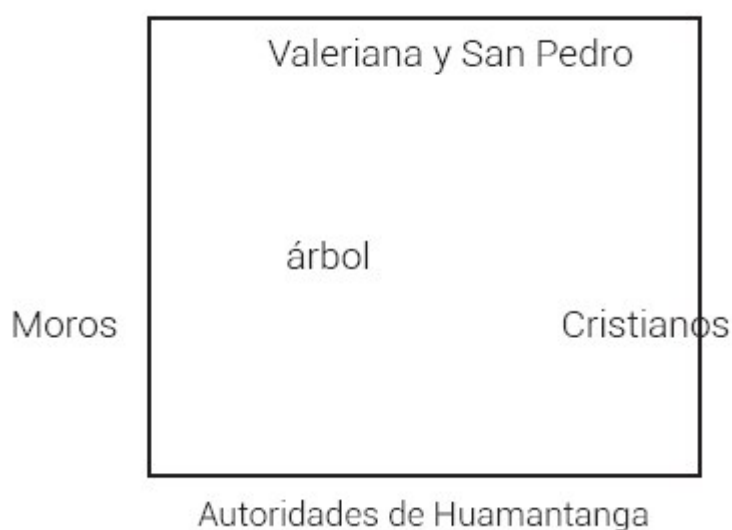 Valeriana y San Pedro
árbol
Moros
Cristianos
Autoridades de Huamantanga